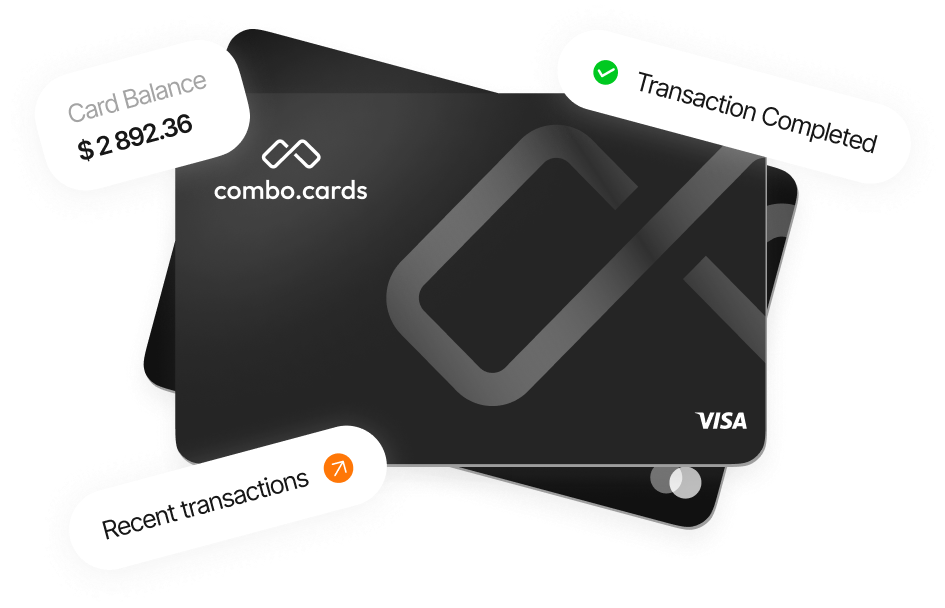 Card Balance
$ 2 892.36
Transaction Completed
combo.cards
VISA
Recent transactions